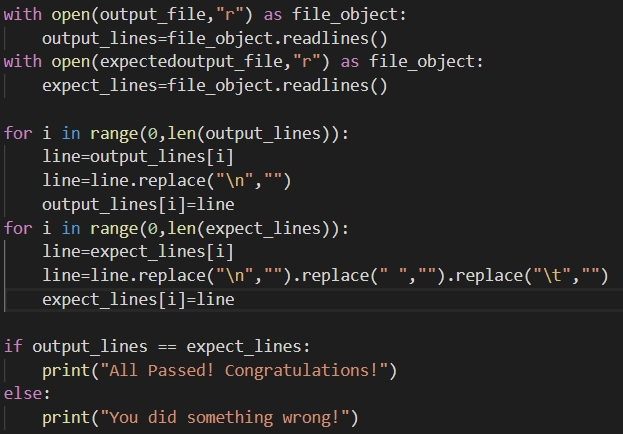 with open(output_file,"r") as file_object:
    output_lines=file_object.readlines()
with open(expectedoutput_file,"r") as file_object:
    expect_lines=file_object.readlines()

for i in range(0,len(output_lines)):
    line=output_lines[i]
    line=line.replace("\n","")
    output_lines[i]=line
for i in range(0,len(expect_lines)):
    line=expect_lines[i]
    line=line.replace("\n","").replace(" ","").replace("\t","")
    expect_lines[i]=line

if output_lines == expect_lines:
    print("All Passed! Congratulations!")
else:
    print("You did something wrong!")